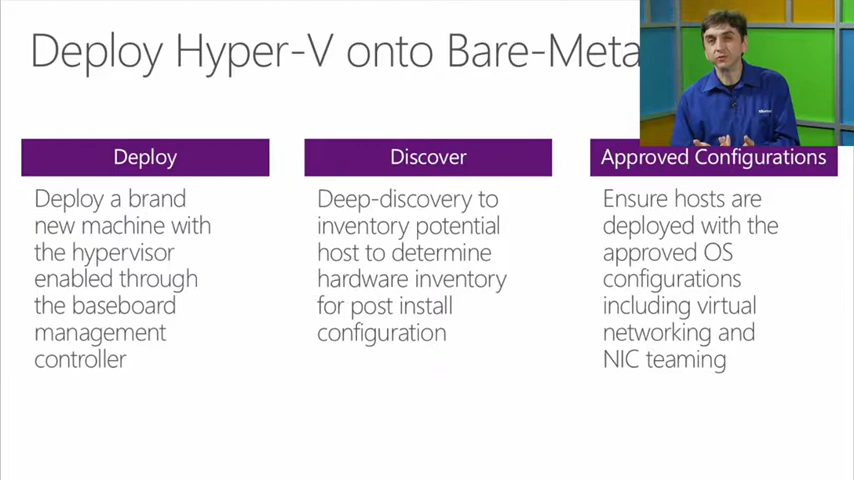 Deploy Hyper-V onto Bare-Meta
Deploy
Deploy a brand
new machine with
the hypervisor
enabled through
the baseboard
management
controller
Discover
Deep-discovery to
inventory potential
host to determine
hardware inventory
for post install
configuration
Approved Configurations
Ensure hosts are
deployed with the
approved OS
configurations
including virtual
networking and
NIC teaming